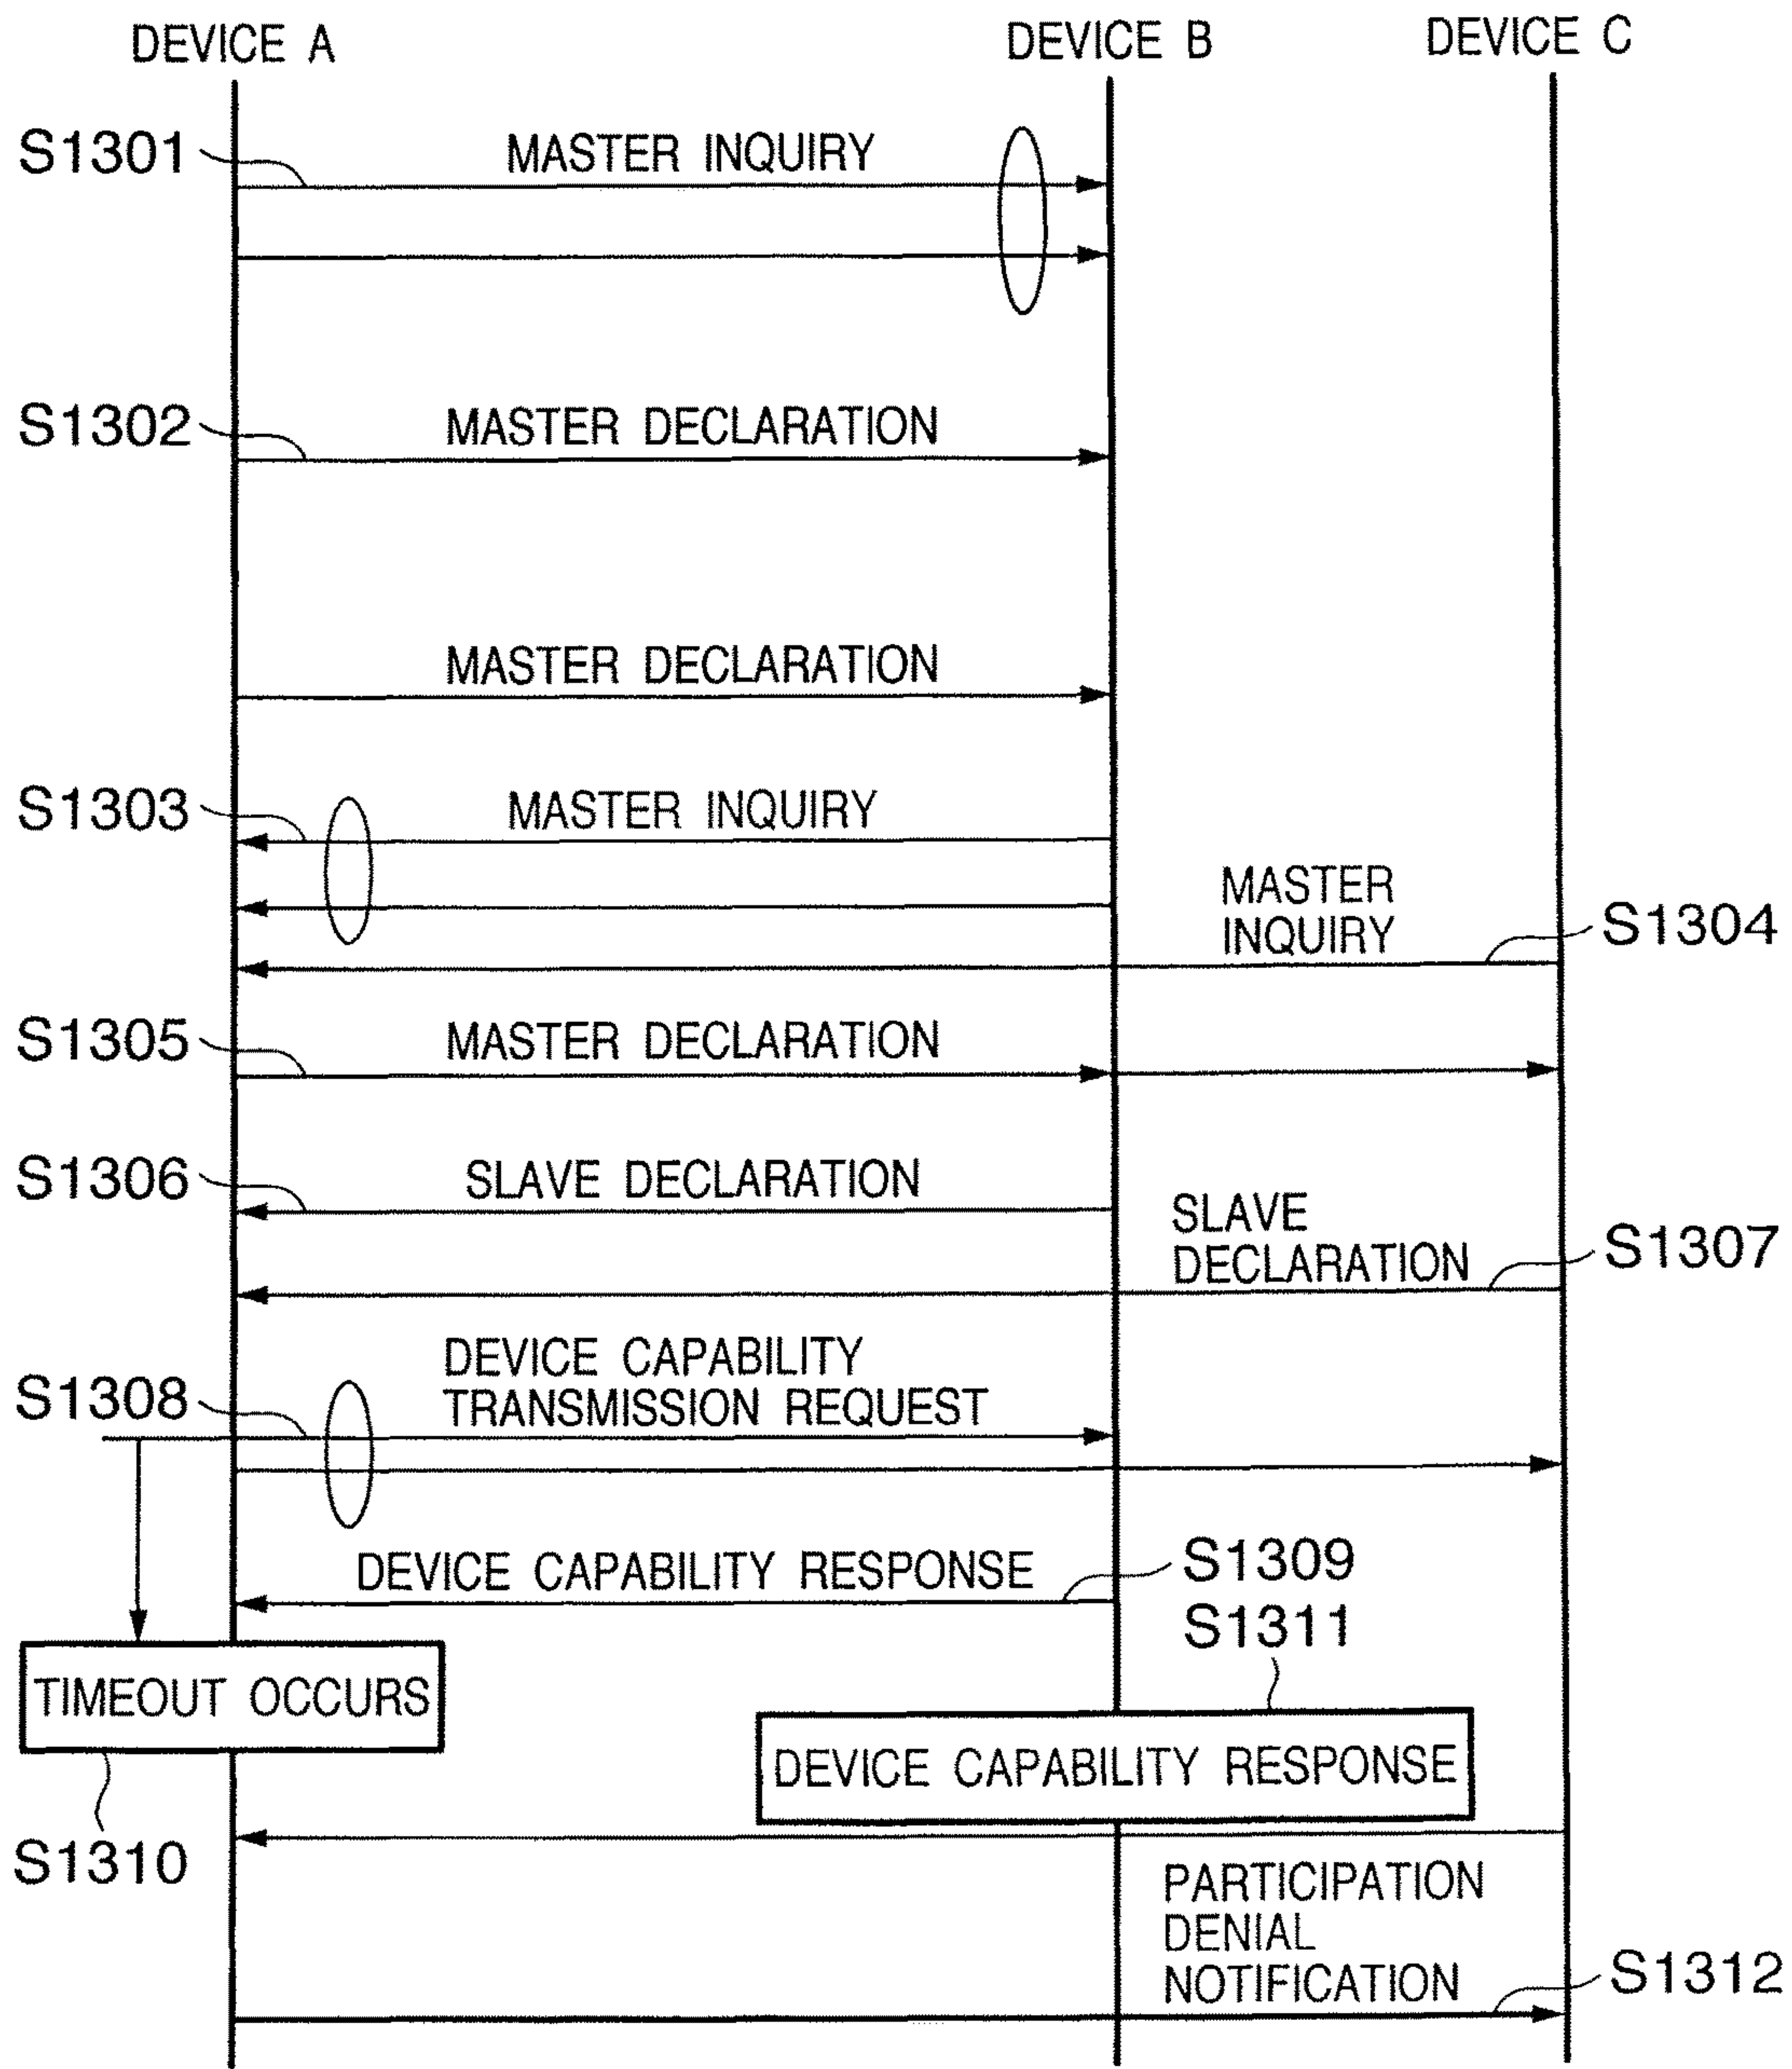 DEVICE A
DEVICE B
DEVICE C
S1301
MASTER INQUIRY
S1302
MASTER DECLARATION
MASTER DECLARATION
S1303
MASTER INQUIRY
MASTER
INQUIRY
S1304
S1305
MASTER DECLARATION
S1306
SLAVE DECLARATION
SLAVE
DECLARATION
S1307
S1308
DEVICE CAPABILITY
TRANSMISSION REQUEST
DEVICE CAPABILITY RESPONSE
S1309
S1311
TIMEOUT OCCURS
DEVICE CAPABILITY RESPONSE
S1310
PARTICIPATION
DENIAL
NOTIFICATION
S1312